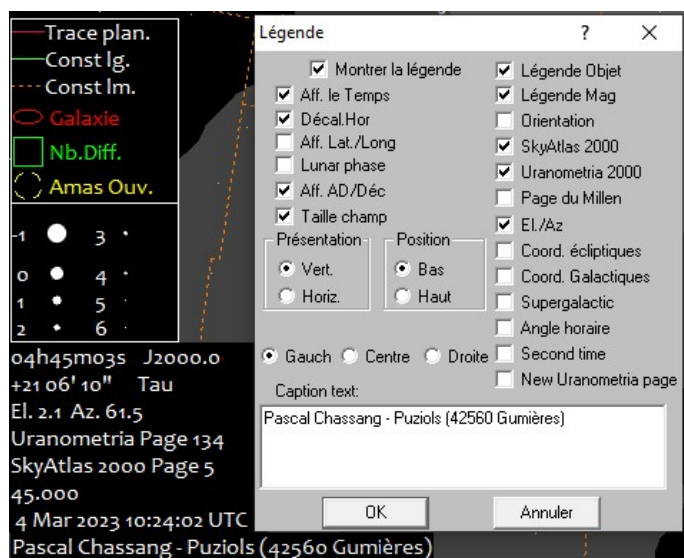 Trace plan.
Const lg.
Const lm.
Galaxie
Nb.Diff.
Amas Ouv.
-1 3
0 4
1 5
2 6
04h45m03s J2000.0
+21 06' 10" Tau
El. 2.1 Az. 61.5
Uranometria Page 134
SkyAtlas 2000 Page 5
45.000
4 Mar 2023 10:24:02 UTC
Pascal Chassang - Puziols (42560 Gumières)
Légende ? X
Montrer la légende
Aff. le Temps
Décal.Hor
Aff. Lat./Long
Lunar phase
Aff. AD/Déc
Taille champ
Présentation
Vert.
Horiz.
Position
Bas
Haut
Gauch Centre Droite
Légende Objet
Légende Mag
Orientation
SkyAtlas 2000
Uranometria 2000
Page du Millen
El./Az
Coord. écliptiques
Coord. Galactiques
Supergalactic
Angle horaire
Second time
New Uranometria page
Caption text:
Pascal Chassang - Puziols (42560 Gumières)
OK
Annuler